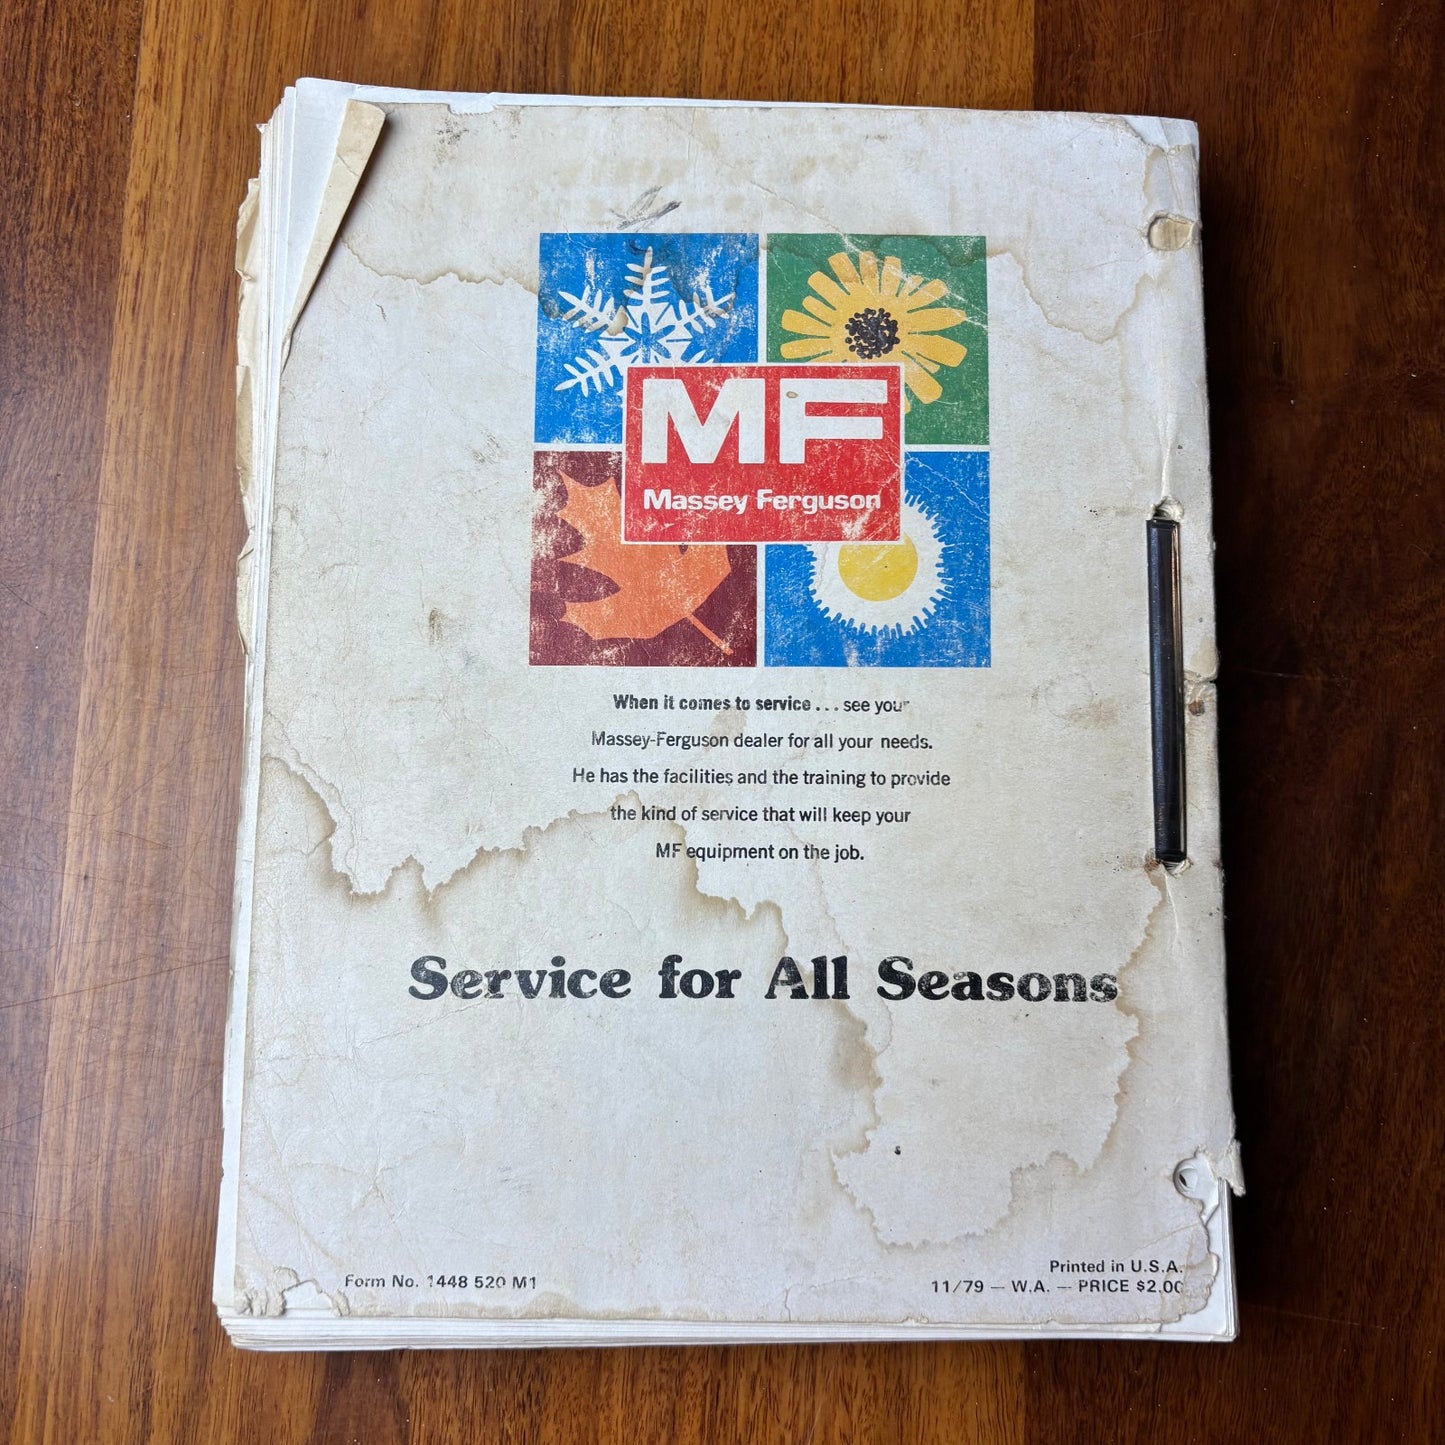 MF
Massey Ferguson
When it comes to service... see your
Massey-Ferguson dealer for all your needs.
He has the facilities and the training to provide
the kind of service that will keep your
MF equipment on the job.
Service for All Seasons
Form No. 1448 520 M1
Printed in U.S.A.
11/79 — W.A. — PRICE $2.00